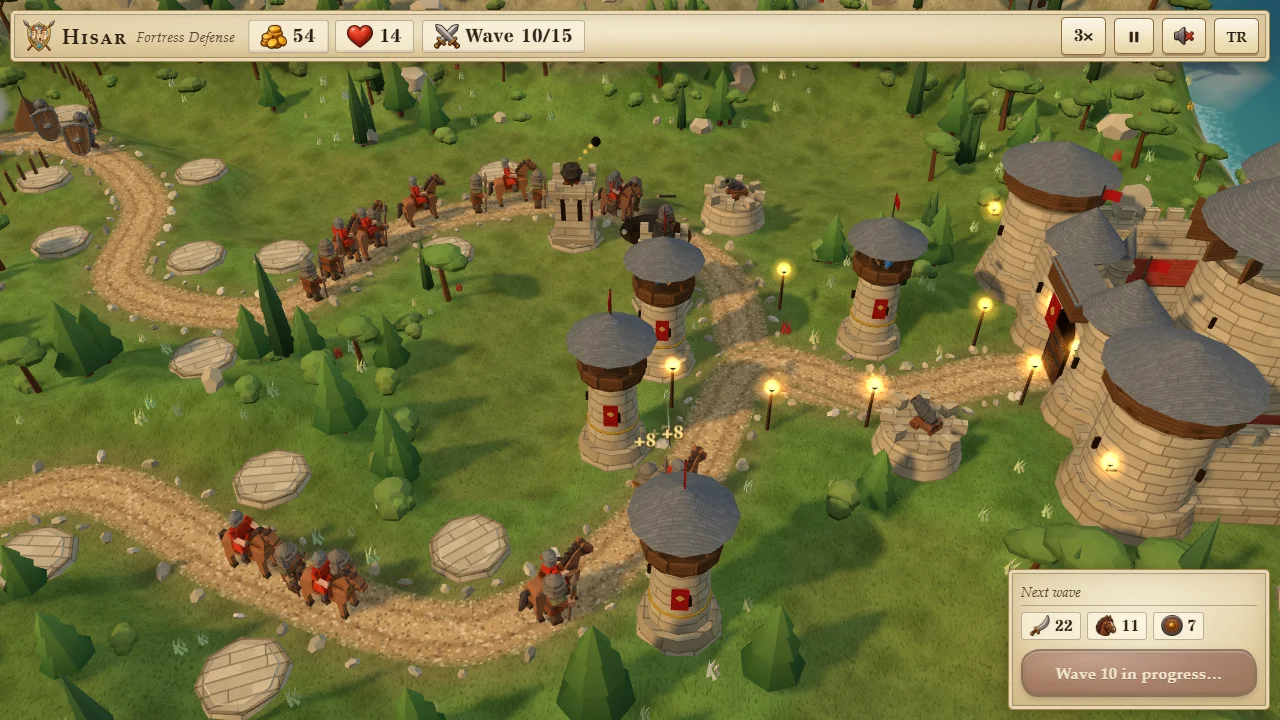 Hisar Fortress Defense 54 14 Wave 10/15 3× TR
+8 +8
Next wave
22 11 7
Wave 10 in progress...